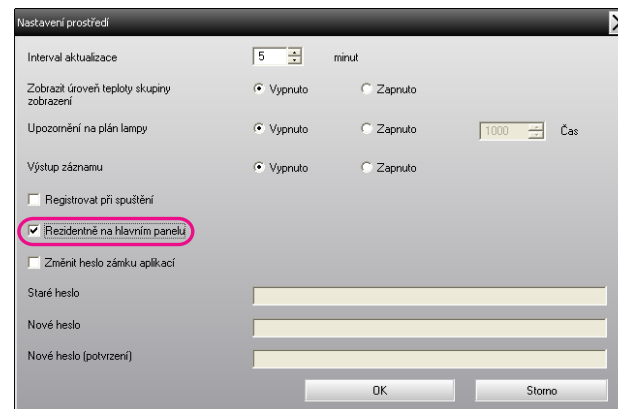 Nastavení prostředí
Interval aktualizace 5 minut
Zobrazit úroveň teploty skupiny
zobrazení Vypnuto Zapnuto
Upozornění na plán lampy Vypnuto Zapnuto 1000 Čas
Výstup záznamu Vypnuto Zapnuto
Registrovat při spuštění
Rezidentně na hlavním panelu
Změnit heslo zámku aplikací
Staré heslo
Nové heslo
Nové heslo (potvrzení)
OK Storno